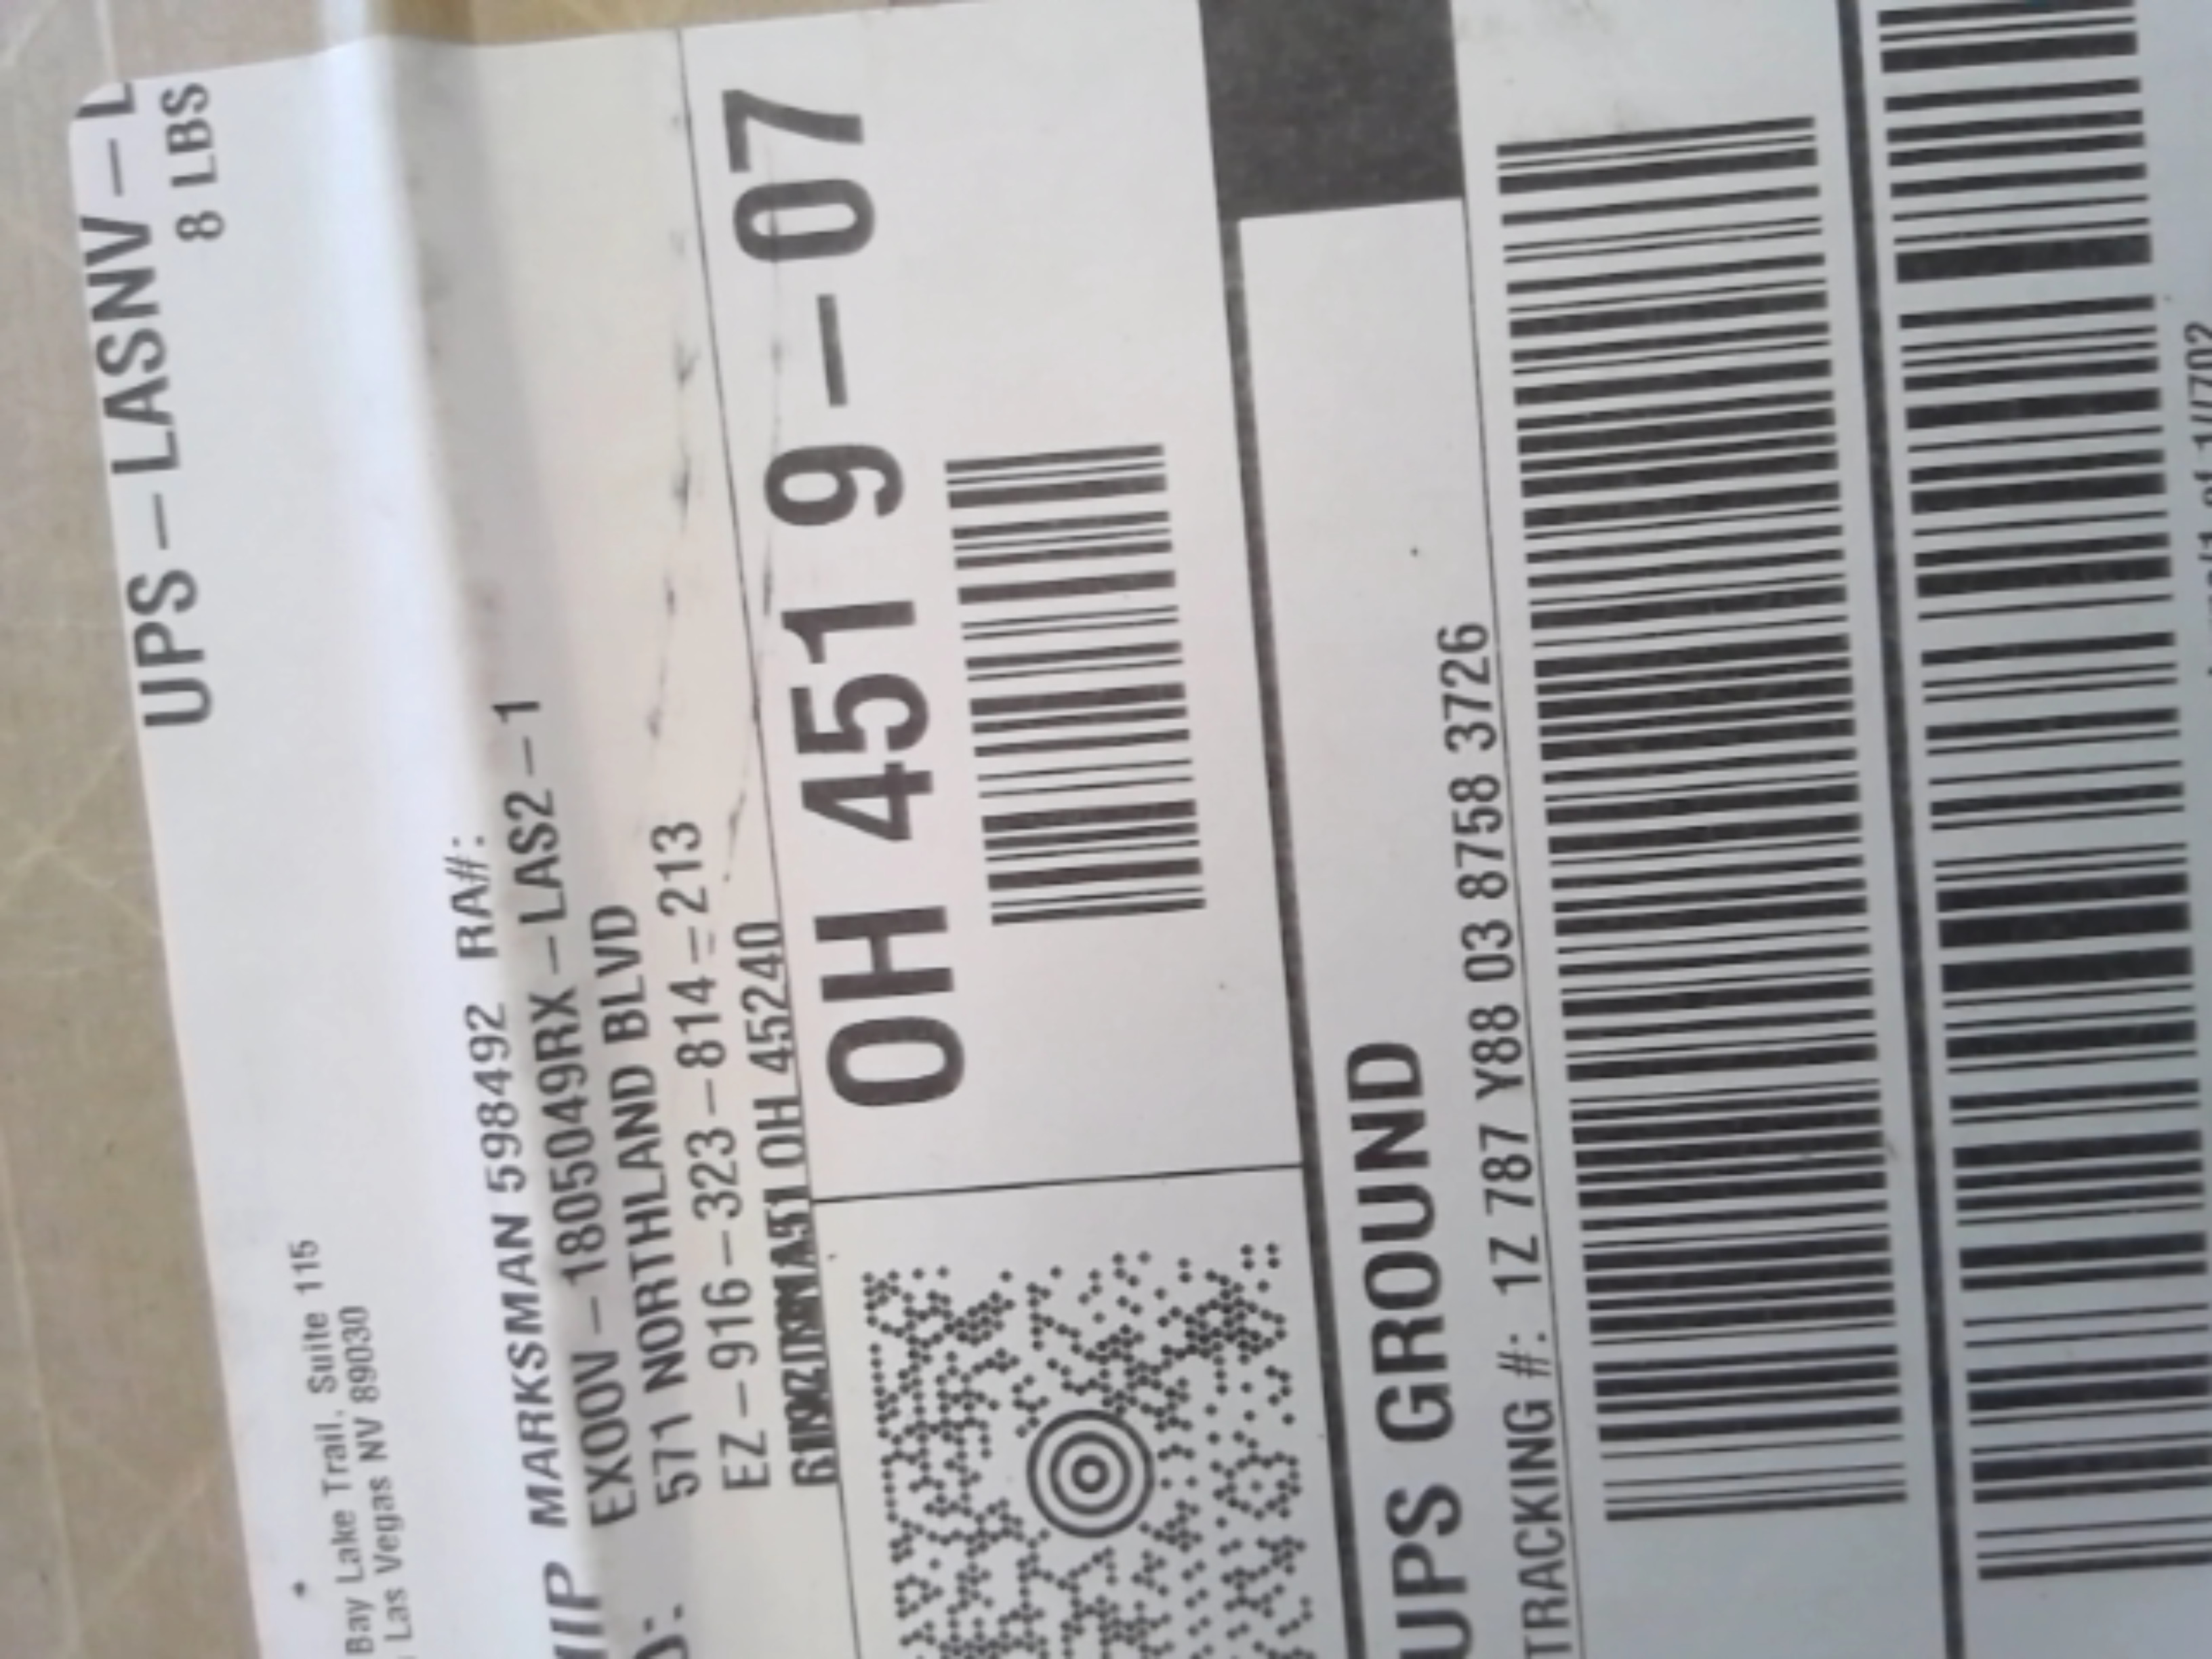 UPS-LASNV-L
8 LBS
Bay Lake Trail. Suite 115
Las Vegas NV 89030
MARKSMAN 5984492 RA#:
EXOOV-1805049RX-LAS2-1
571 NORTHLAND BLVD
EZ-916-323-814-213
OH 45240
OH 451 9-07
UPS GROUND
TRACKING #: 1Z 787 Y88 03 8758 3726